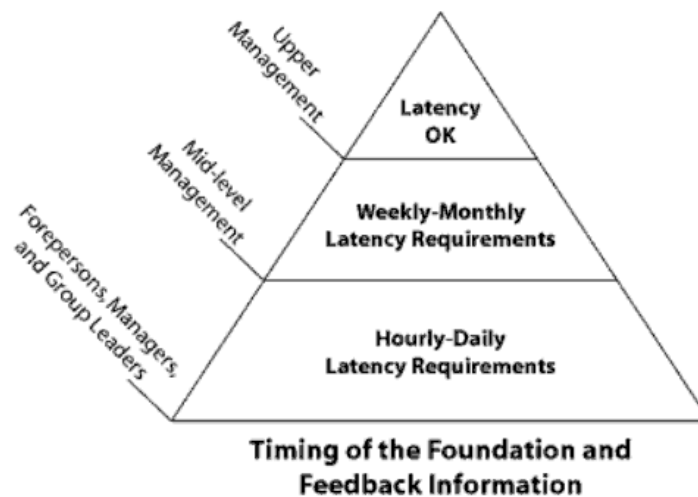 Upper
Management
Latency
OK
Mid-level
Management
Weekly-Monthly
Latency Requirements
Forepersons, Managers,
and Group Leaders
Hourly-Daily
Latency Requirements
Timing of the Foundation and
Feedback Information